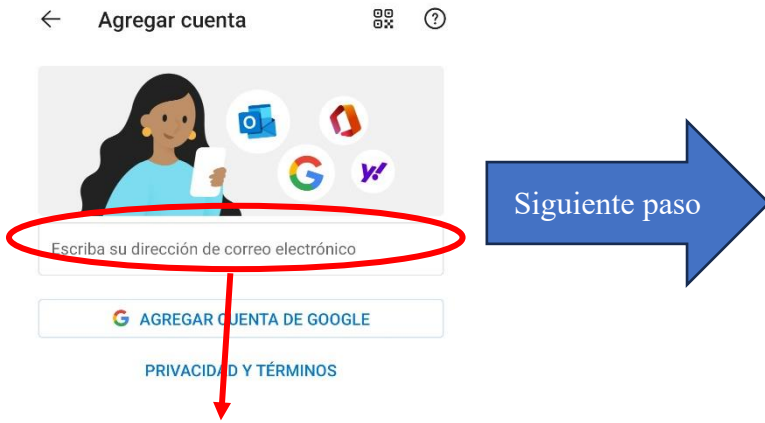 Agregar cuenta
Escriba su dirección de correo electrónico
AGREGAR CUENTA DE GOOGLE
PRIVACIDAD Y TÉRMINOS
Siguiente paso